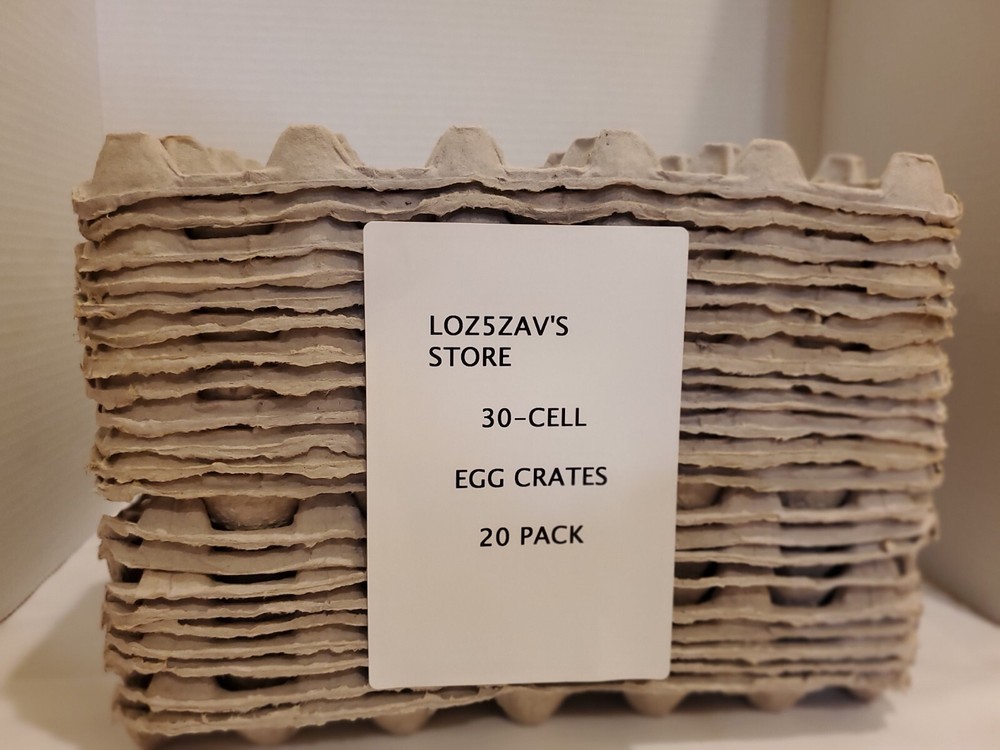 LOZ5ZAV'S
STORE
30-CELL
EGG CRATES
20 PACK